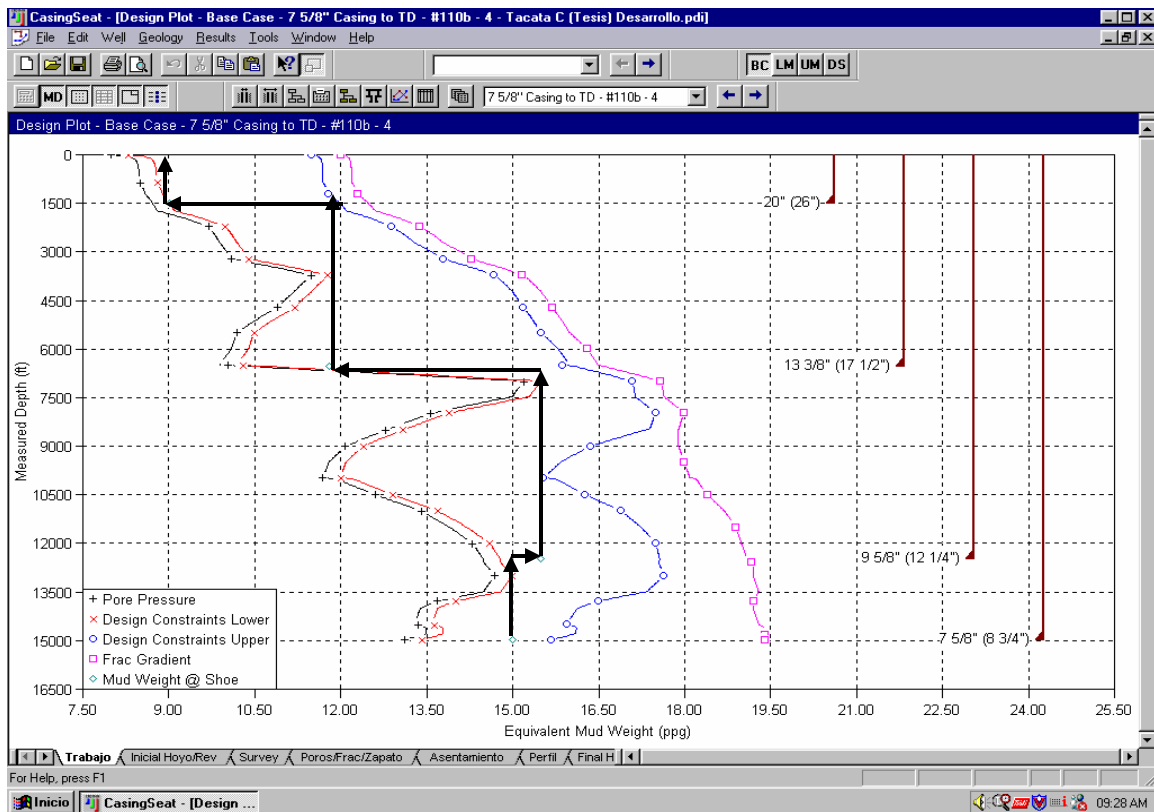 CasingSeat - [Design Plot - Base Case - 7 5/8" Casing to TD - #110b - 4 - Tacata C (Tesis) Desarrollo.pdi]
File Edit Well Geology Results Tools Window Help
BC LM UM DS
MD 7 5/8" Casing to TD - #110b - 4
Design Plot - Base Case - 7 5/8" Casing to TD - #110b - 4
0
1500
3000
4500
6000
7500
9000
10500
12000
13500
15000
16500
Measured Depth (ft)
20" (26")
13 3/8" (17 1/2")
9 5/8" (12 1/4")
7 5/8" (8 3/4")
Pore Pressure
Design Constraints Lower
Design Constraints Upper
Frac Gradient
Mud Weight @ Shoe
7.50 9.00 10.50 12.00 13.50 15.00 16.50 18.00 19.50 21.00 22.50 24.00 25.50
Equivalent Mud Weight (ppg)
Trabajo Inicial Hoyo/Rev Survey Poros/Frac/Zapato Asentamiento Perfil Final H
For Help, press F1
Inicio CasingSeat - [Design ... 09:28 AM